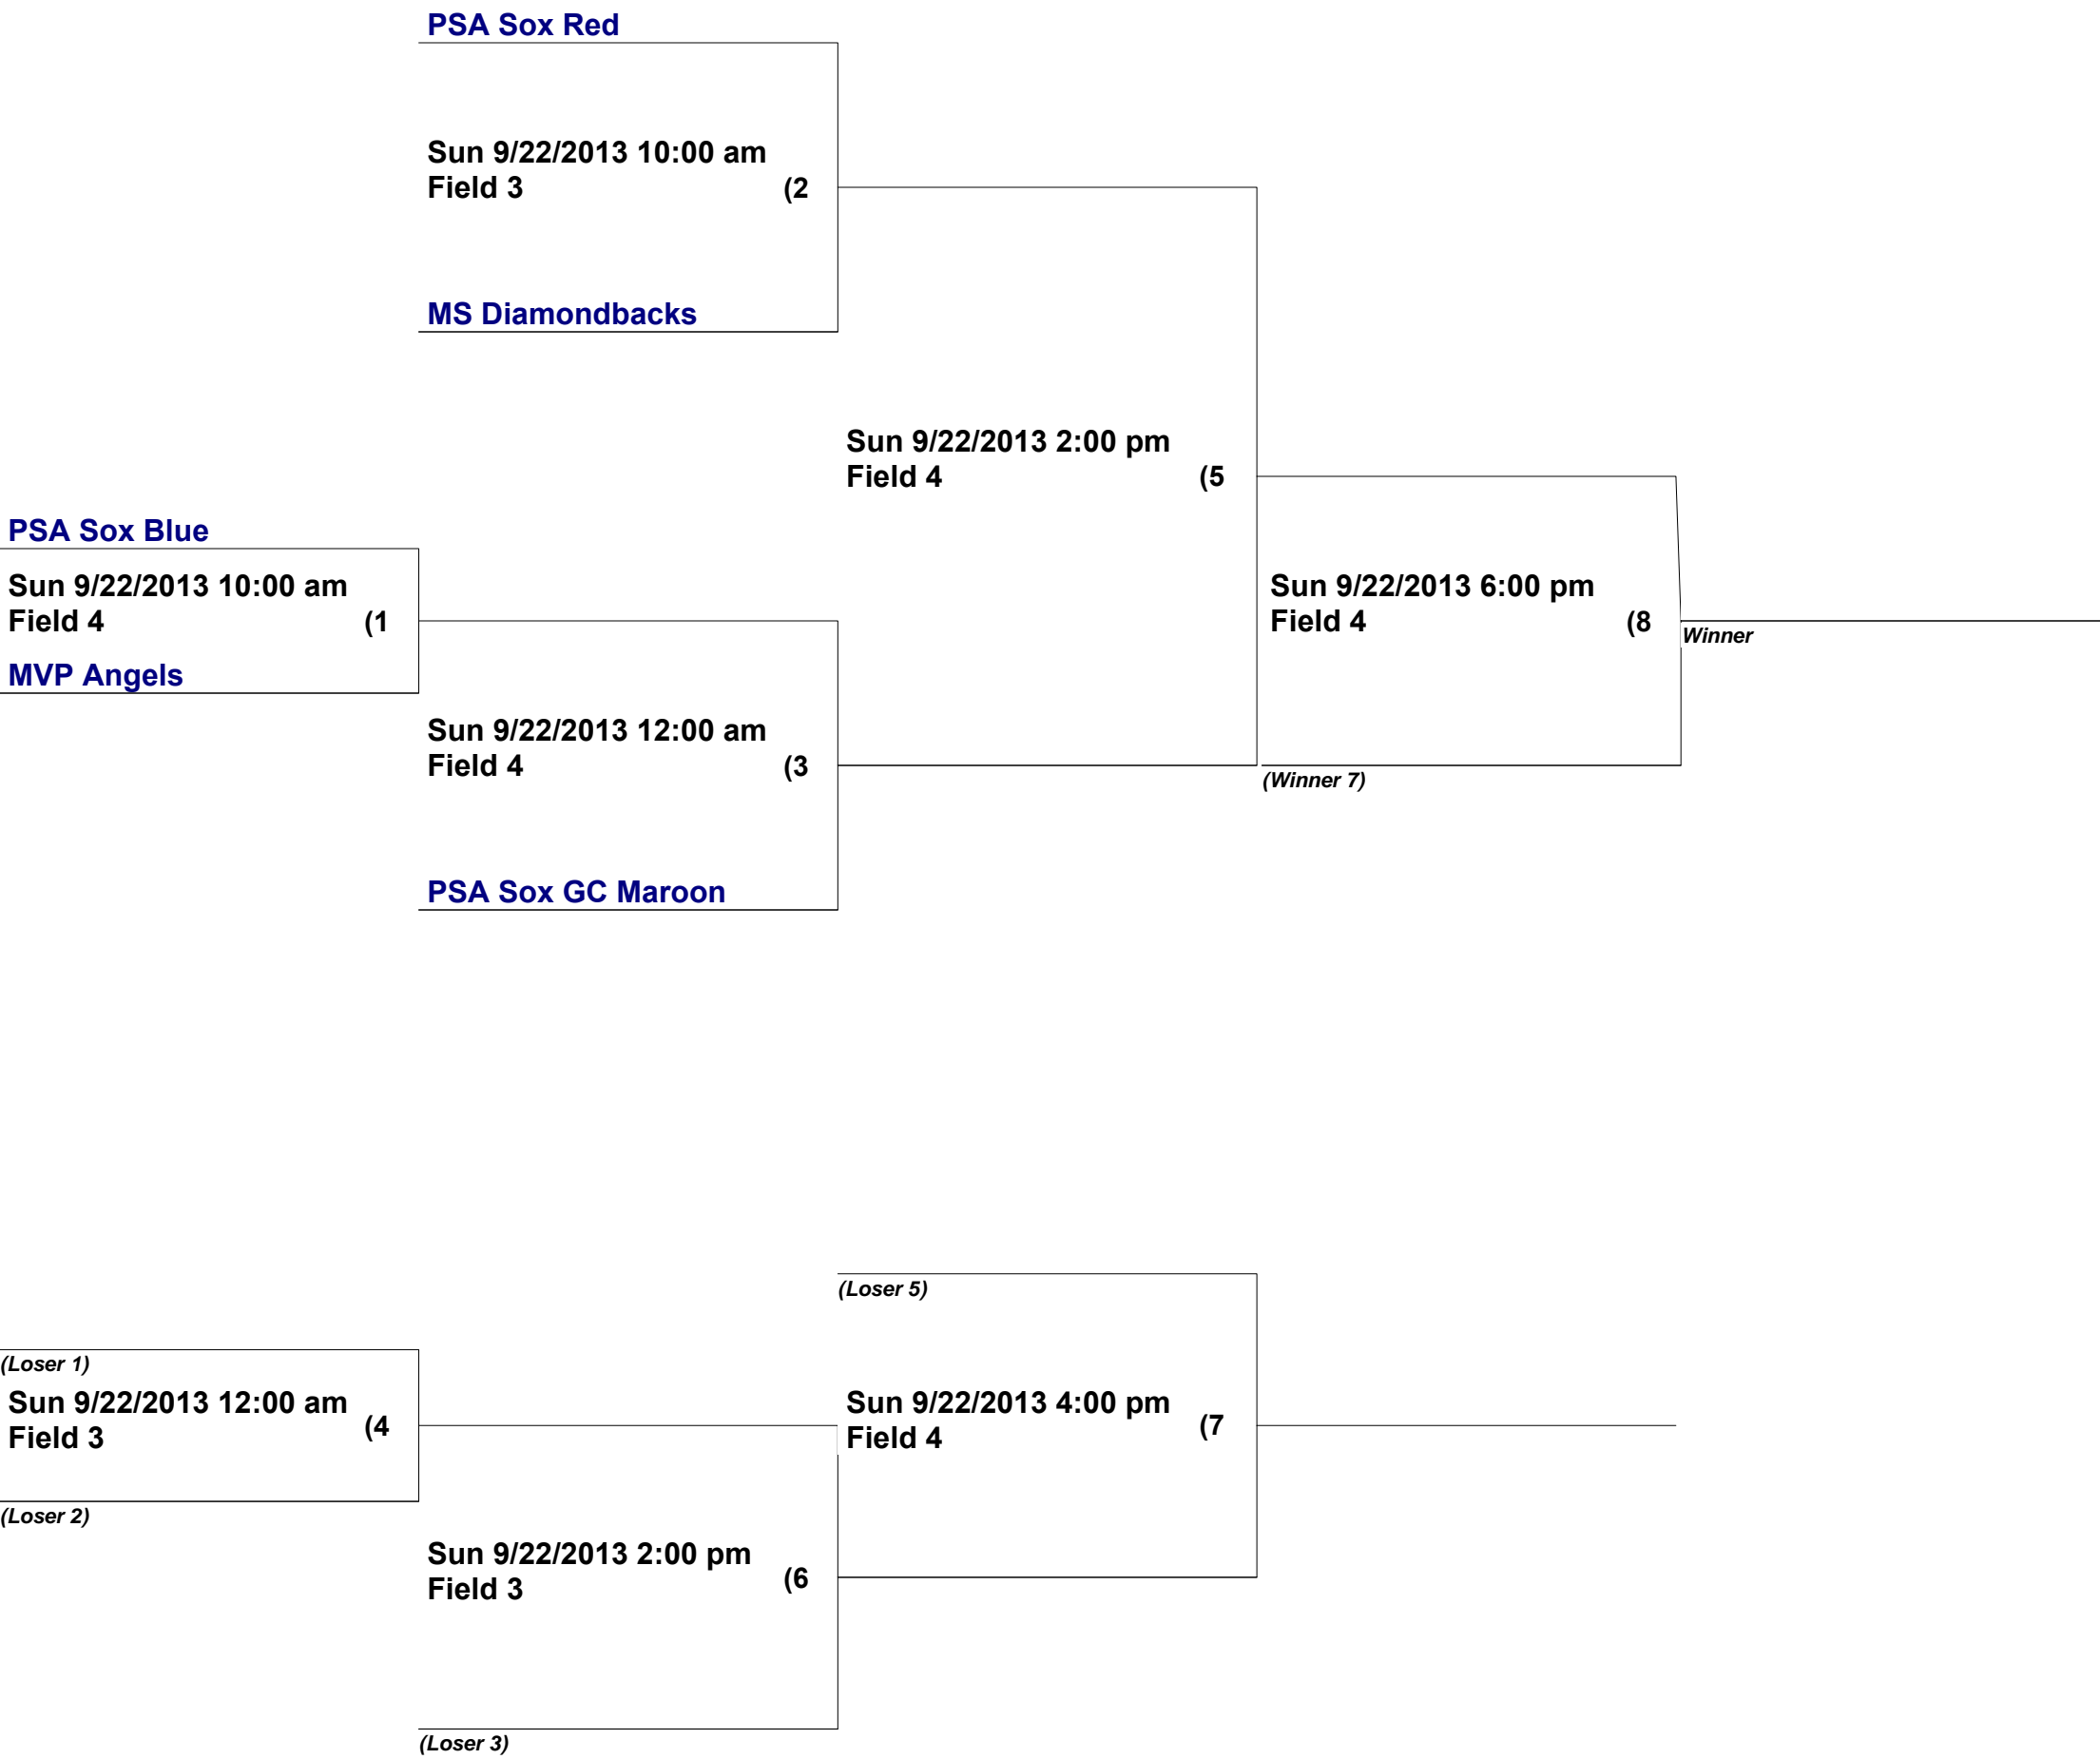 PSA Sox Red
Sun 9/22/2013 10:00 am
Field 3 (2
MS Diamondbacks
Sun 9/22/2013 2:00 pm
Field 4 (5
PSA Sox Blue
Sun 9/22/2013 10:00 am
Field 4 (1
MVP Angels
Sun 9/22/2013 6:00 pm
Field 4 (8
Winner
Sun 9/22/2013 12:00 am
Field 4 (3
(Winner 7)
PSA Sox GC Maroon
(Loser 5)
(Loser 1)
Sun 9/22/2013 12:00 am
Field 3 (4
(Loser 2)
Sun 9/22/2013 4:00 pm
Field 4 (7
Sun 9/22/2013 2:00 pm
Field 3 (6
(Loser 3)